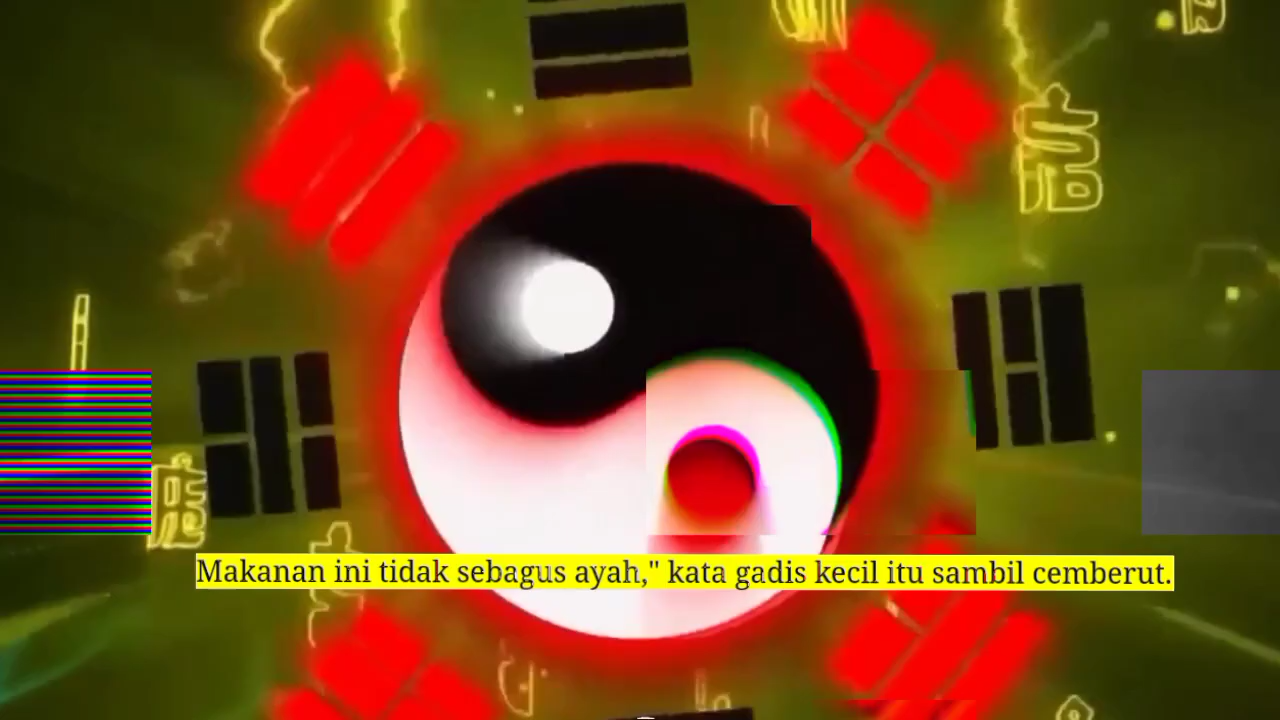 Makanan ini tidak sebagus ayah," kata gadis kecil itu sambil cemberut.